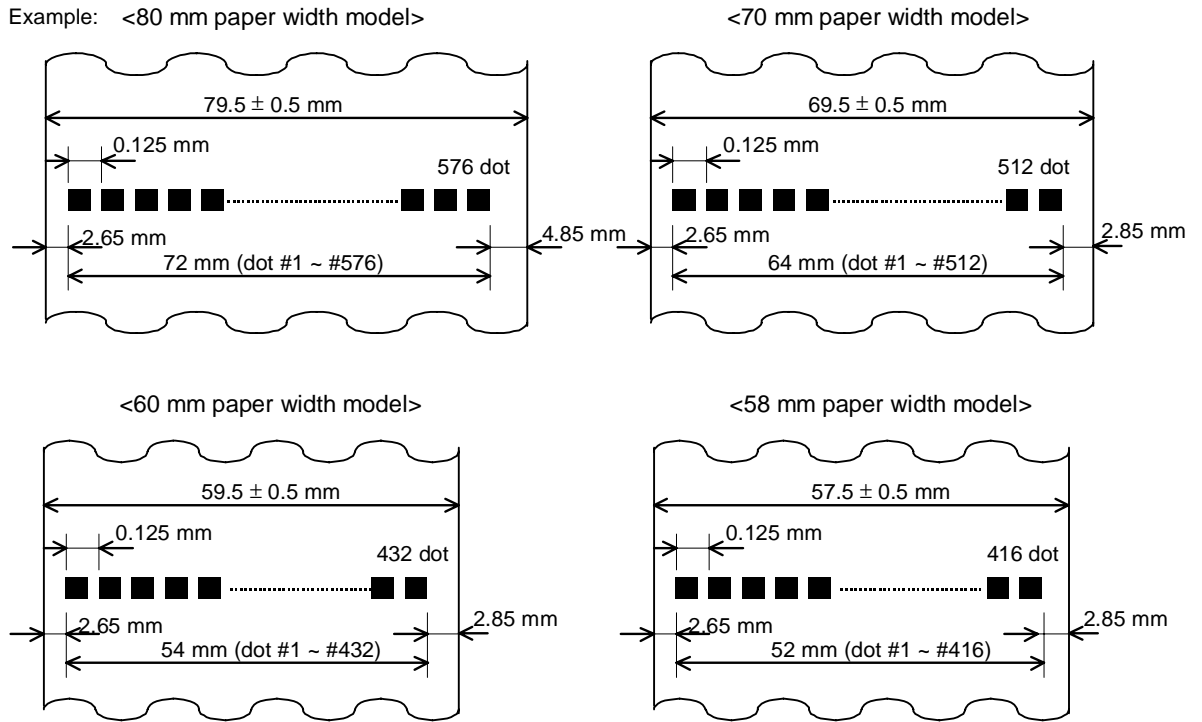 Example: <80 mm paper width model>
<70 mm paper width model>
79.5 ± 0.5 mm
0.125 mm
576 dot
2.65 mm
4.85 mm
72 mm (dot #1 ~ #576)
69.5 ± 0.5 mm
0.125 mm
512 dot
2.65 mm
2.85 mm
64 mm (dot #1 ~ #512)
<60 mm paper width model>
<58 mm paper width model>
59.5 ± 0.5 mm
0.125 mm
432 dot
2.65 mm
2.85 mm
54 mm (dot #1 ~ #432)
57.5 ± 0.5 mm
0.125 mm
416 dot
2.65 mm
2.85 mm
52 mm (dot #1 ~ #416)